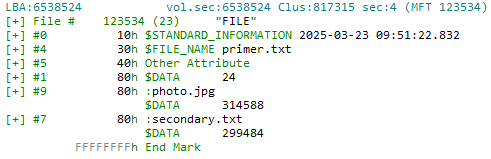 LBA:6538524 vol.sec:6538524 Clus:817315 sec:4 (MFT 123534)
[+] File # 123534 (23) "FILE"
[+] #0 10h $STANDARD_INFORMATION 2025-03-23 09:51:22.832
[+] #4 30h $FILE_NAME primer.txt
[+] #5 40h Other Attribute
[+] #1 80h $DATA 24
[+] #9 80h :photo.jpg
$DATA 314588
[+] #7 80h :secondary.txt
$DATA 299484
FFFFFFFFh End Mark